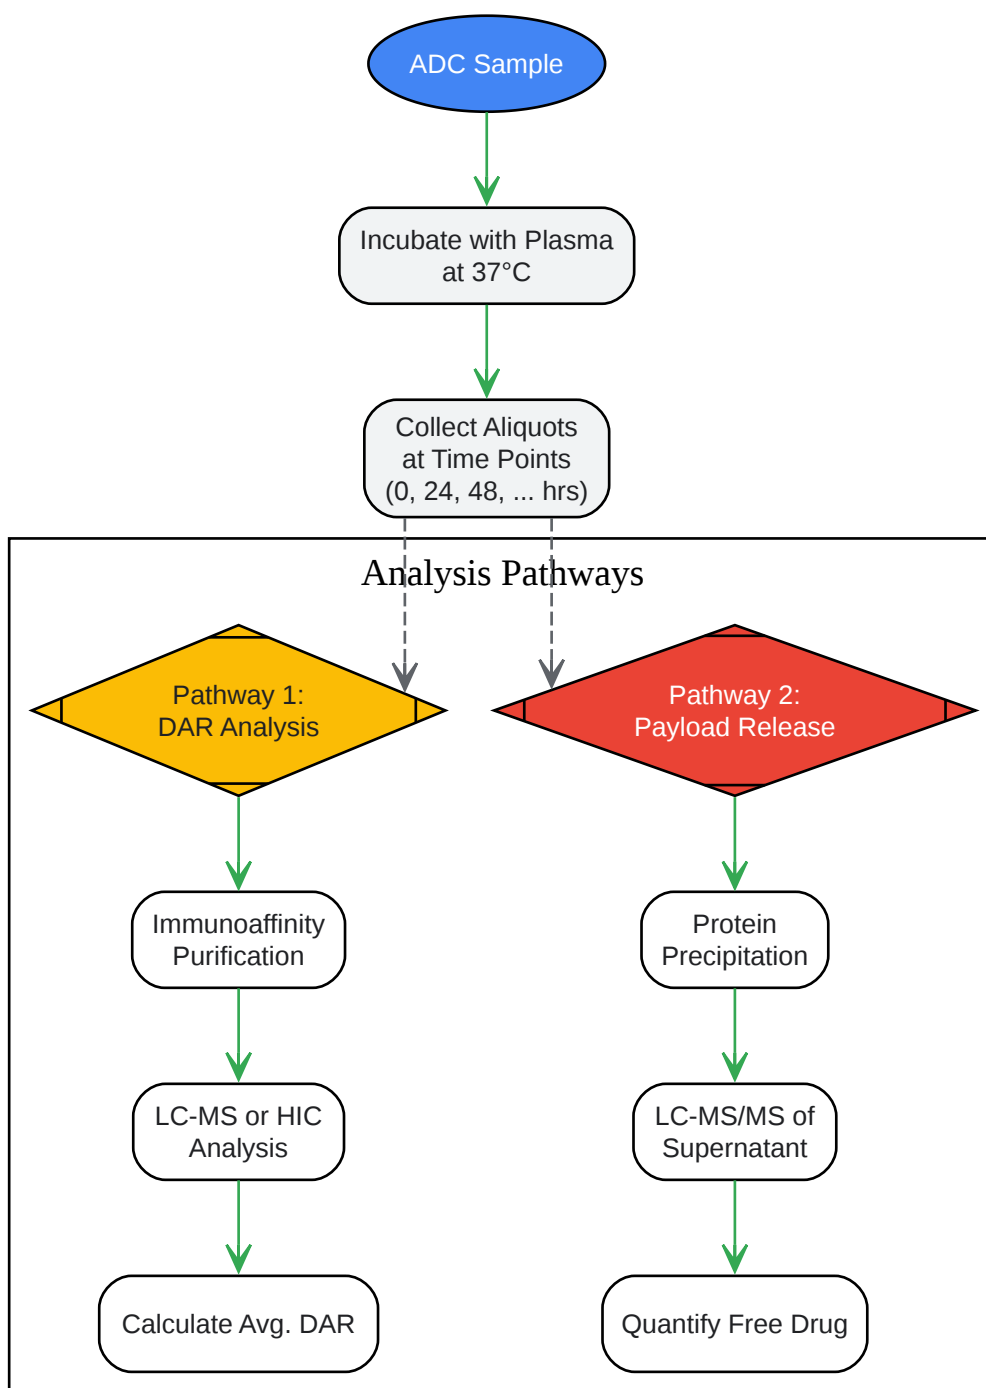 ADC Sample
Incubate with Plasma
at 37°C
Collect Aliquots
at Time Points
(0, 24, 48, ... hrs)
Analysis Pathways
Pathway 1:
DAR Analysis
Pathway 2:
Payload Release
Immunoaffinity
Purification
Protein
Precipitation
LC-MS or HIC
Analysis
LC-MS/MS of
Supernatant
Calculate Avg. DAR
Quantify Free Drug